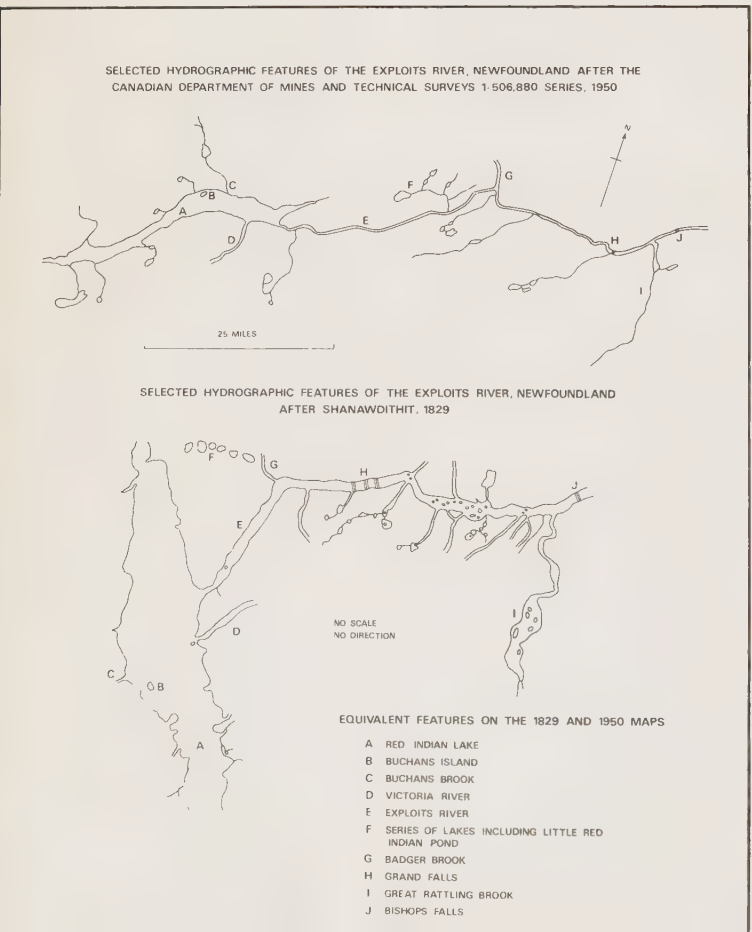 SELECTED HYDROGRAPHIC FEATURES OF THE EXPLOITS RIVER, NEWFOUNDLAND AFTER THE
CANADIAN DEPARTMENT OF MINES AND TECHNICAL SURVEYS 1·506,880 SERIES, 1950
N
G
F
C
B
A
E
D
H
J
I
25 MILES
SELECTED HYDROGRAPHIC FEATURES OF THE EXPLOITS RIVER, NEWFOUNDLAND
AFTER SHANAWDITHIT, 1829
F
G
H
J
E
D
I
C
B
A
NO SCALE
NO DIRECTION
EQUIVALENT FEATURES ON THE 1829 AND 1950 MAPS
A RED INDIAN LAKE
B BUCHANS ISLAND
C BUCHANS BROOK
D VICTORIA RIVER
E EXPLOITS RIVER
F SERIES OF LAKES INCLUDING LITTLE RED
INDIAN POND
G BADGER BROOK
H GRAND FALLS
I GREAT RATTLING BROOK
J BISHOPS FALLS